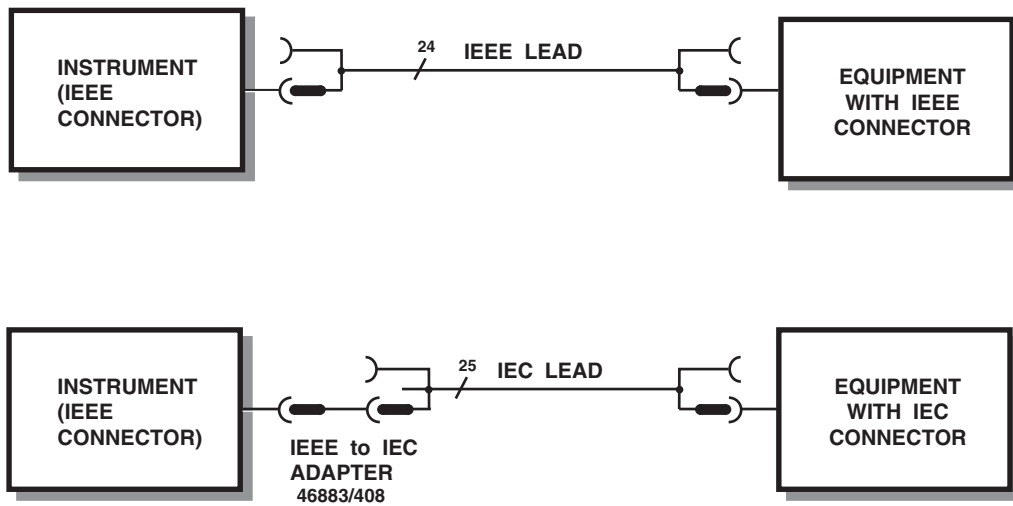 INSTRUMENT
(IEEE
CONNECTOR)
24
IEEE LEAD
EQUIPMENT
WITH IEEE
CONNECTOR
INSTRUMENT
(IEEE
CONNECTOR)
IEEE to IEC
ADAPTER
46883/408
25
IEC LEAD
EQUIPMENT
WITH IEC
CONNECTOR